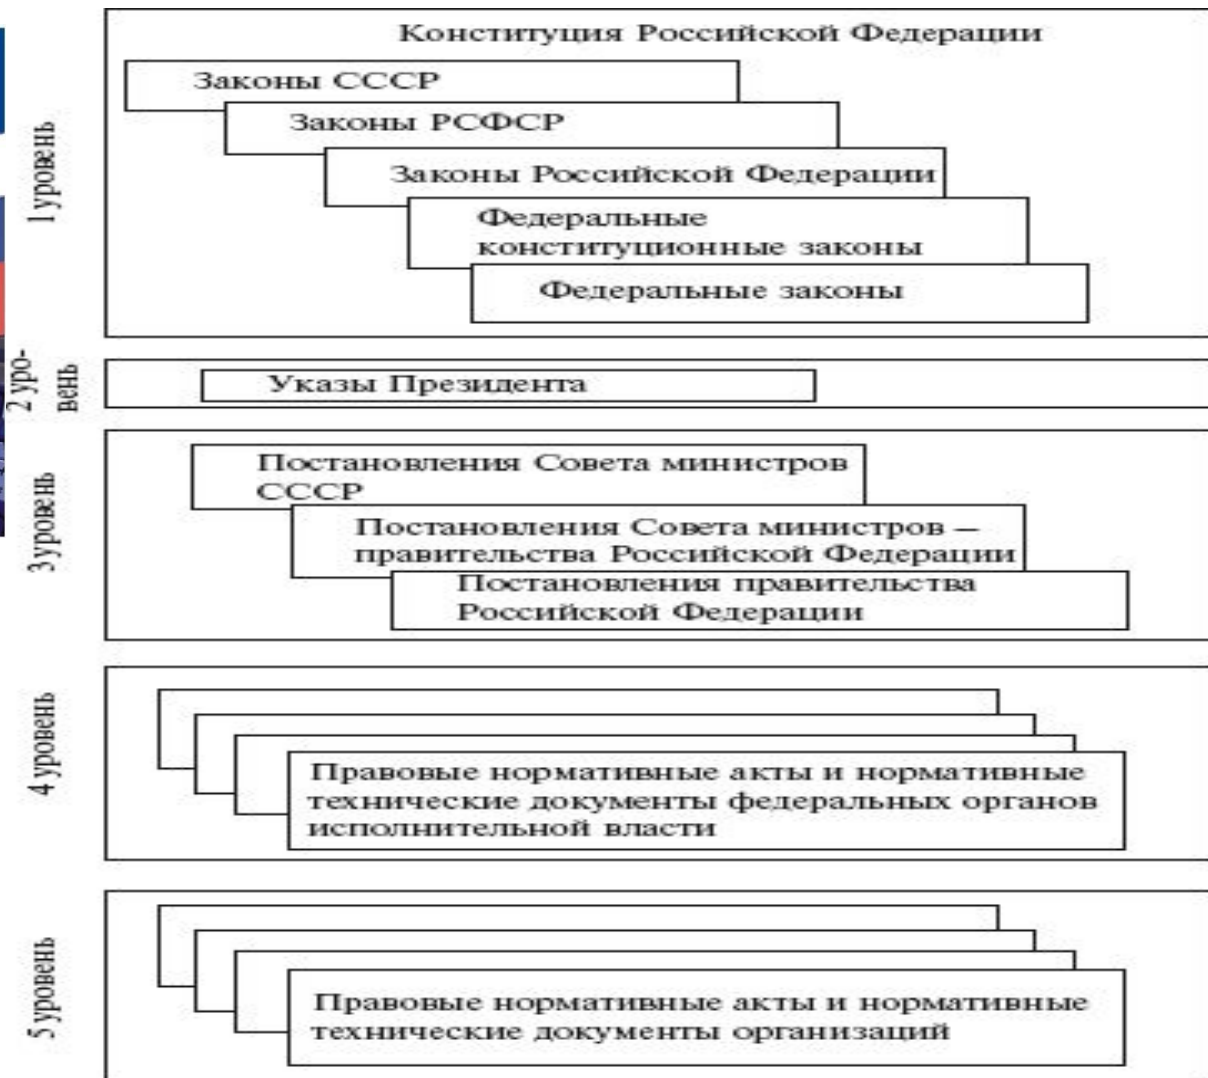 Конституция Российской Федерации
1 уровень
Законы СССР
Законы РСФСР
Законы Российской Федерации
Федеральные
конституционные законы
Федеральные законы
2 уро-
вень
Указы Президента
3 уровень
Постановления Совета министров
СССР
Постановления Совета министров –
правительства Российской Федерации
Постановления правительства
Российской Федерации
4 уровень
Правовые нормативные акты и нормативные
технические документы федеральных органов
исполнительной власти
5 уровень
Правовые нормативные акты и нормативные
технические документы организаций